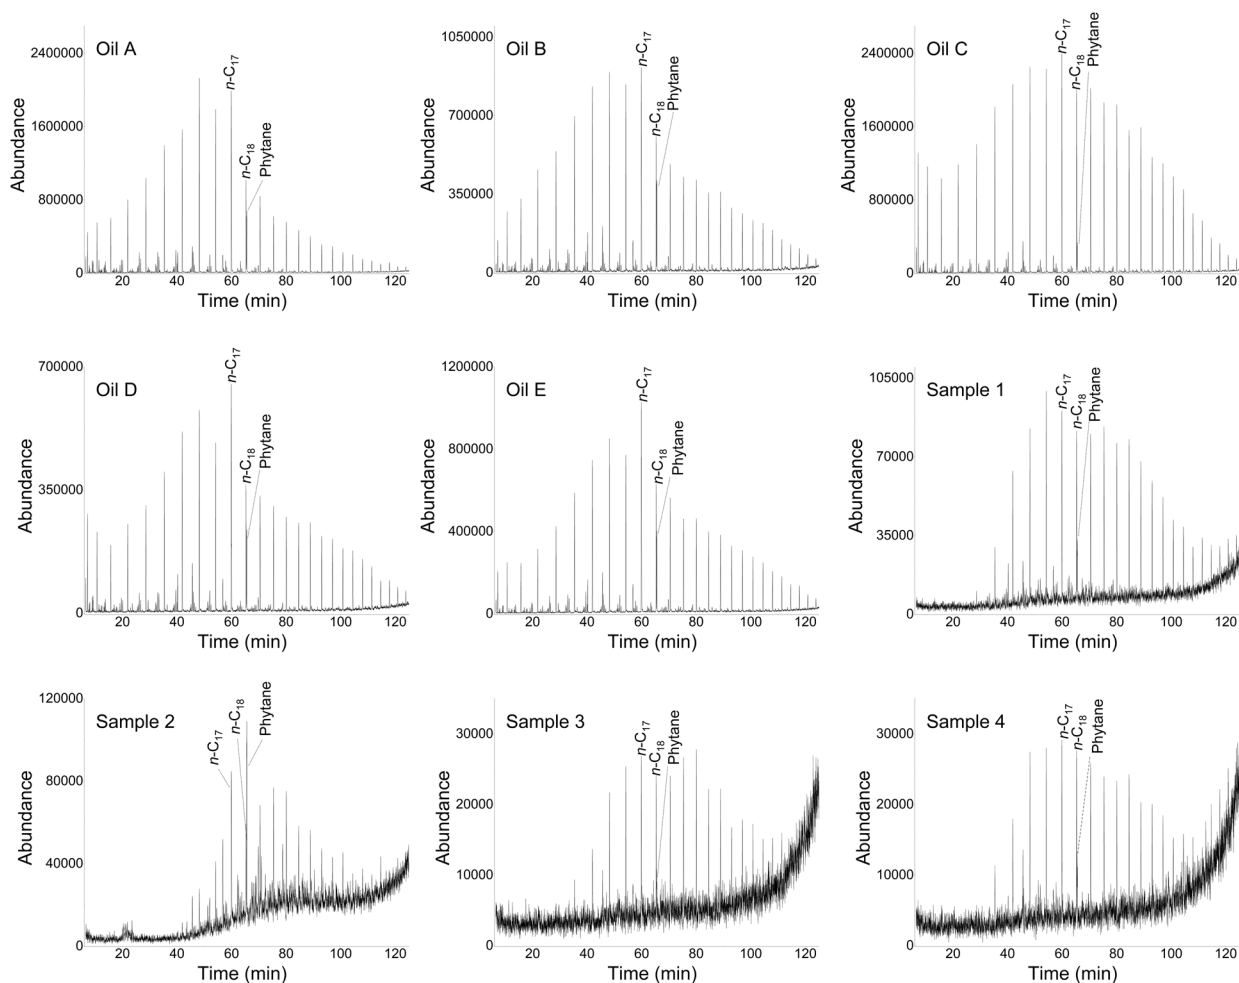 Oil A
Abundance
2400000
1600000
800000
0
n-C17
n-C18
Phytane
20 40 60 80 100 120
Time (min)
Oil B
Abundance
1050000
700000
350000
0
n-C17
n-C18
Phytane
20 40 60 80 100 120
Time (min)
Oil C
Abundance
2400000
1600000
800000
0
n-C17
n-C18
Phytane
20 40 60 80 100 120
Time (min)
Oil D
Abundance
700000
350000
0
n-C17
n-C18
Phytane
20 40 60 80 100 120
Time (min)
Oil E
Abundance
1200000
800000
400000
0
n-C17
n-C18
Phytane
20 40 60 80 100 120
Time (min)
Sample 1
Abundance
105000
70000
35000
0
n-C17
n-C18
Phytane
20 40 60 80 100 120
Time (min)
Sample 2
Abundance
120000
80000
40000
0
n-C17
n-C18
Phytane
20 40 60 80 100 120
Time (min)
Sample 3
Abundance
30000
20000
10000
0
n-C17
n-C18
Phytane
20 40 60 80 100 120
Time (min)
Sample 4
Abundance
30000
20000
10000
0
n-C17
n-C18
Phytane
20 40 60 80 100 120
Time (min)